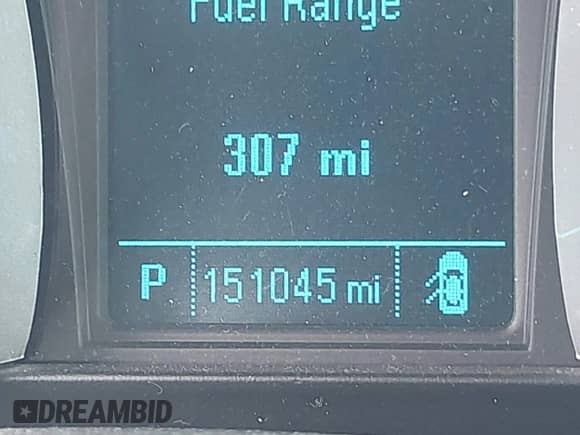 Fuel Range
307 mi
P 151045 mi
DREAMBID